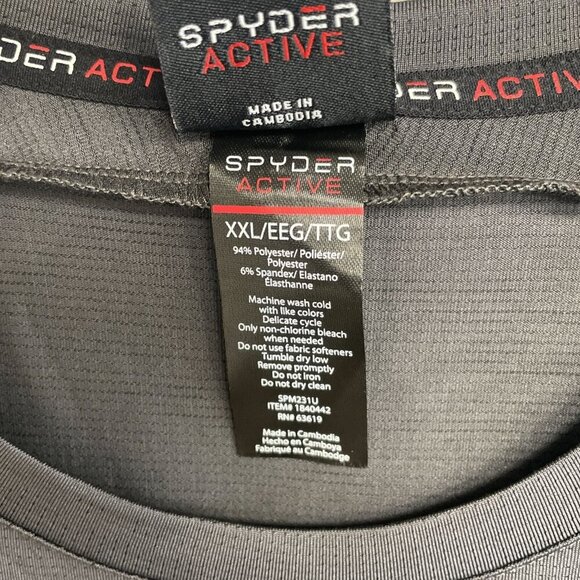 SPYDER
ACTIVE
DER ACT
DER ACTIVE
MADE IN
CAMBODIA
SPYDER
ACTIVE
XXL/EEG/TTG
94% Polyester/ Poliéster/
Polyester
6% Spandex/ Elastano
Élasthanne
Machine wash cold
with like colors
Delicate cycle
Only non-chlorine bleach
when needed
Do not use fabric softeners
Tumble dry low
Remove promptly
Do not iron
Do not dry clean
SPM231U
ITEM# 1840442
RN# 63619
Made in Cambodia
Hecho en Camboya
Fabriqué au Cambodge